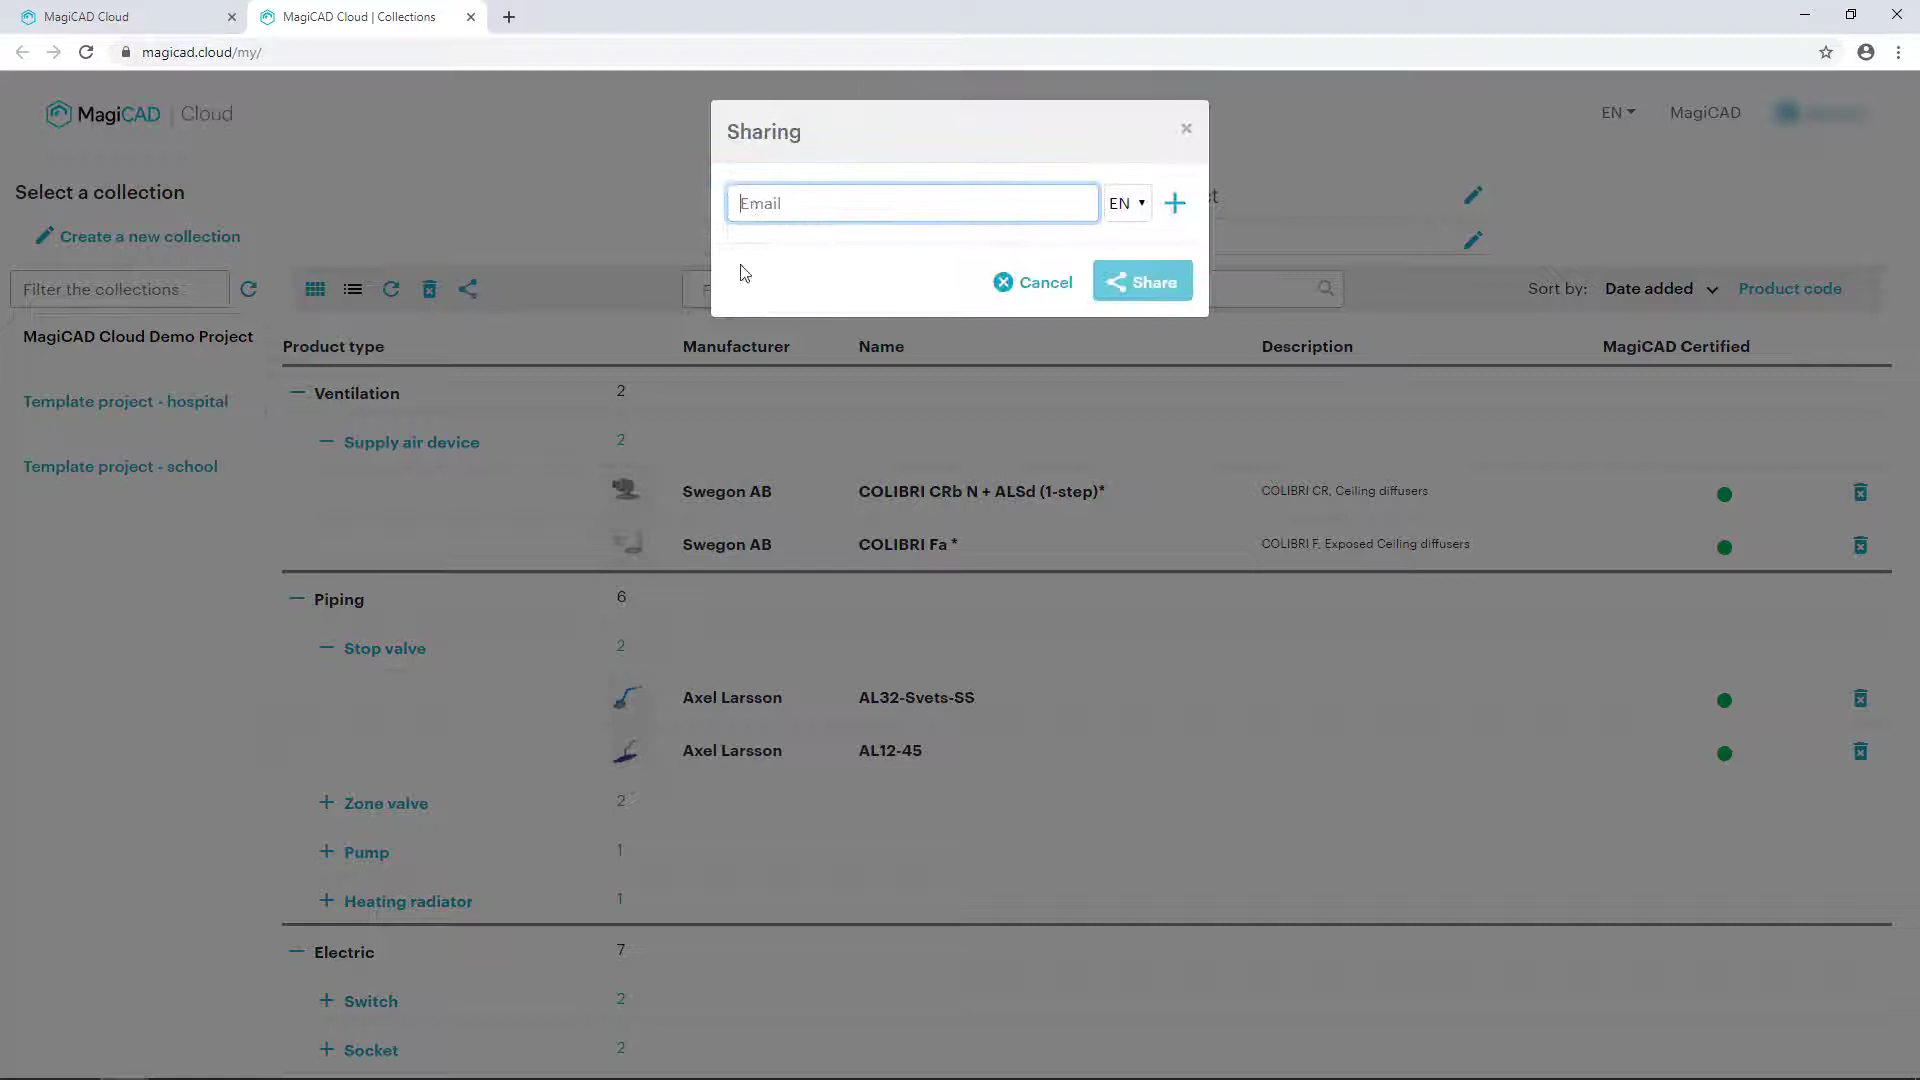 MagiCAD Cloud
MagiCAD Cloud | Collections
magicad.cloud/my/
MagiCAD | Cloud
EN
MagiCAD
Sharing
Email
EN
Cancel
Share
Select a collection
Create a new collection
Filter the collections
Sort by: Date added
Product code
MagiCAD Cloud Demo Project
Template project - hospital
Template project - school
Product type Manufacturer Name Description MagiCAD Certified
Ventilation 2
Supply air device 2
Swegon AB COLIBRI CRb N + ALSd (1-step)* COLIBRI CR, Ceiling diffusers
Swegon AB COLIBRI Fa * COLIBRI F, Exposed Ceiling diffusers
Piping 6
Stop valve 2
Axel Larsson AL32-Svets-SS
Axel Larsson AL12-45
Zone valve 2
Pump 1
Heating radiator 1
Electric 7
Switch 2
Socket 2